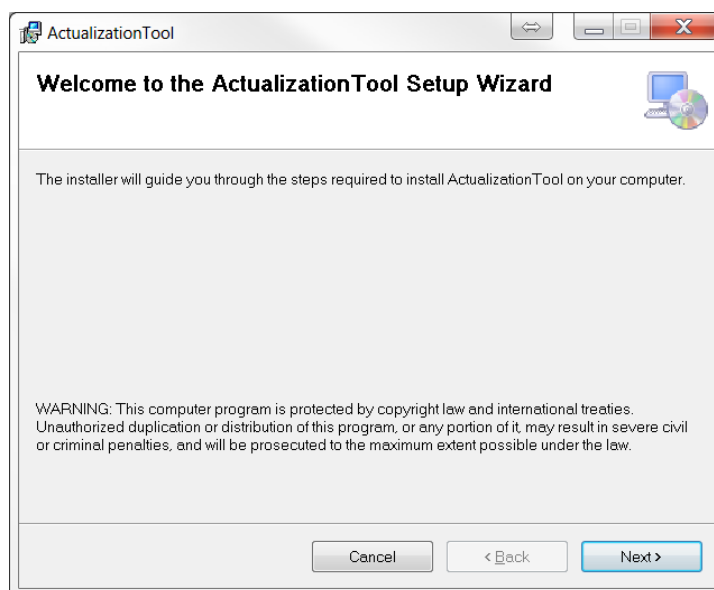 ActualizationTool
Welcome to the ActualizationTool Setup Wizard
The installer will guide you through the steps required to install ActualizationTool on your computer.
WARNING: This computer program is protected by copyright law and international treaties.
Unauthorized duplication or distribution of this program, or any portion of it, may result in severe civil
or criminal penalties, and will be prosecuted to the maximum extent possible under the law.
Cancel
< Back
Next >